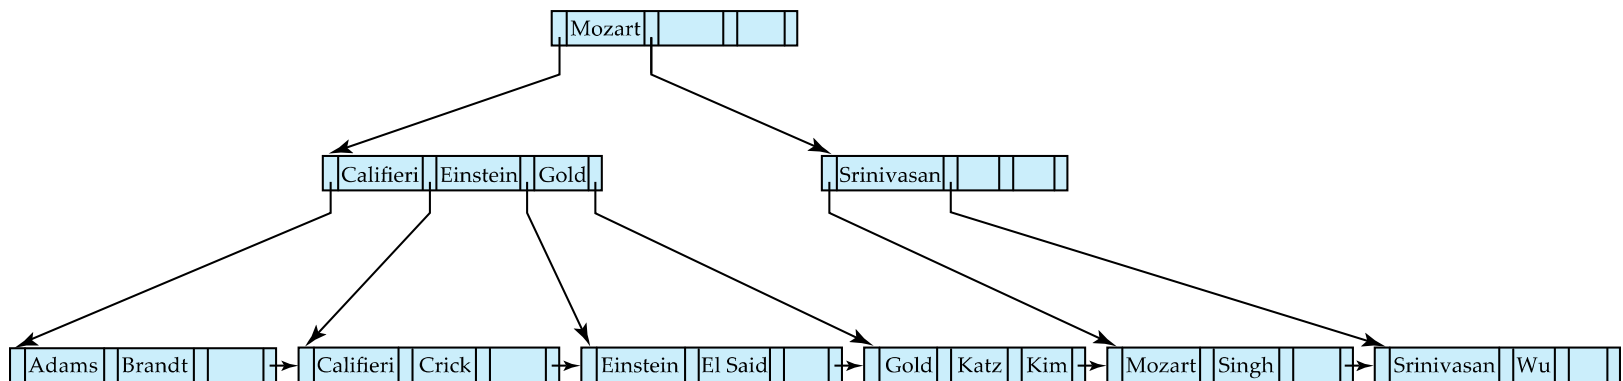 Mozart
Califieri Einstein Gold Srinivasan
Adams Brandt Califieri Crick Einstein El Said Gold Katz Kim Mozart Singh Srinivasan Wu